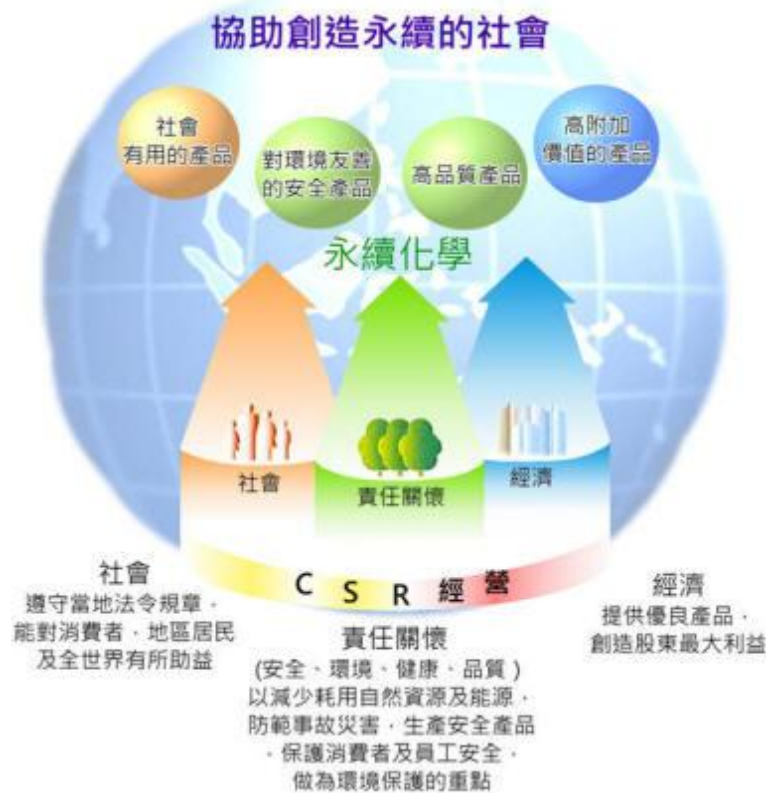 協助創造永續的社會
社會
有用的產品
對環境友善
的安全產品
高品質產品
高附加
價值的產品
永續化學
社會
責任關懷
經濟
CSR經營
社會
遵守當地法令規章，
能對消費者，地區居民
及全世界有所助益
責任關懷
(安全、環境、健康、品質)
以減少耗用自然資源及能源，
防範事故災害，生產安全產品
，保護消費者及員工安全，
做為環境保護的重點
經濟
提供優良產品，
創造股東最大利益